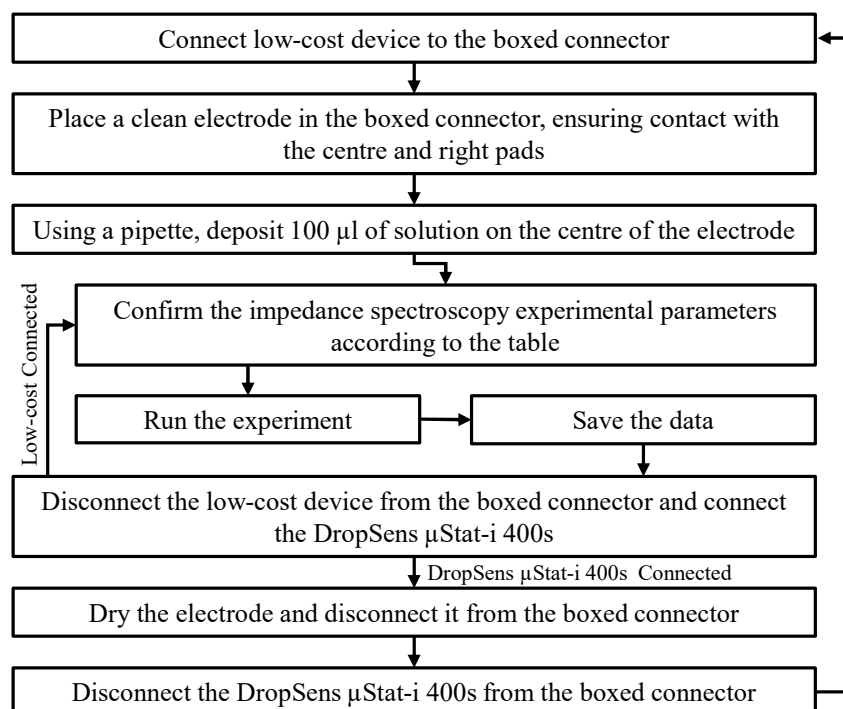 Connect low-cost device to the boxed connector
Place a clean electrode in the boxed connector, ensuring contact with
the centre and right pads
Using a pipette, deposit 100 µl of solution on the centre of the electrode
Low-cost Connected
Confirm the impedance spectroscopy experimental parameters
according to the table
Run the experiment
Save the data
Disconnect the low-cost device from the boxed connector and connect
the DropSens µStat-i 400s
DropSens µStat-i 400s Connected
Dry the electrode and disconnect it from the boxed connector
Disconnect the DropSens µStat-i 400s from the boxed connector